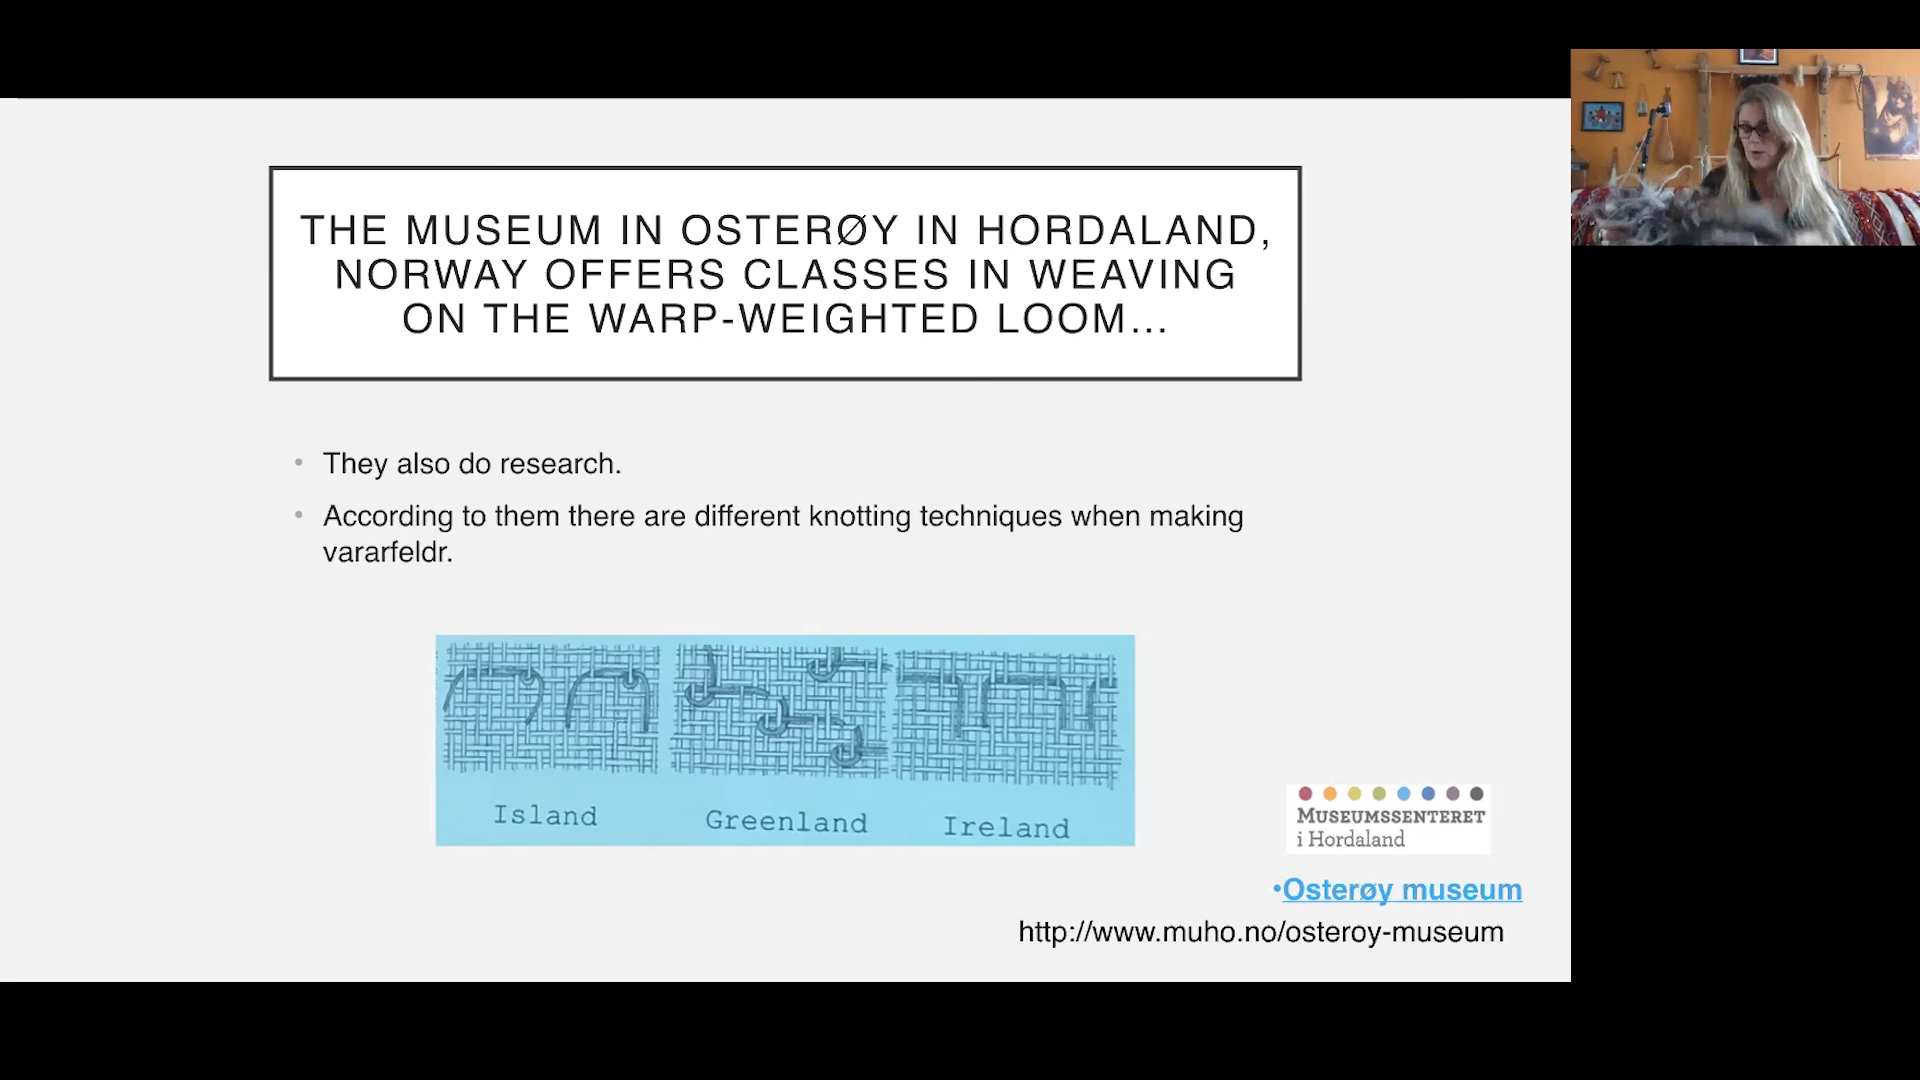 THE MUSEUM IN OSTERØY IN HORDALAND,
NORWAY OFFERS CLASSES IN WEAVING
ON THE WARP-WEIGHTED LOOM...
• They also do research.
• According to them there are different knotting techniques when making
vararfeldr.
Island
Greenland
Ireland
MUSEUMSSENTERET
i Hordaland
•Osterøy museum
http://www.muho.no/osteroy-museum